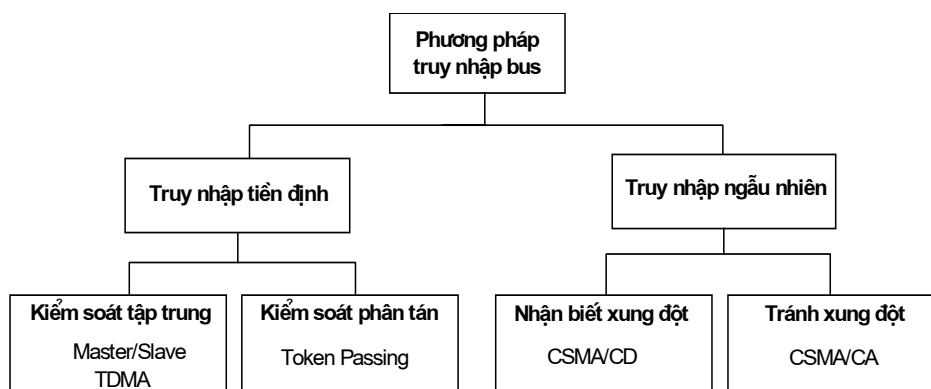 Phương pháp
truy nhập bus
Truy nhập tiền định
Truy nhập ngẫu nhiên
Kiểm soát tập trung
Master/Slave
TDMA
Kiểm soát phân tán
Token Passing
Nhận biết xung đột
CSMA/CD
Tránh xung đột
CSMA/CA